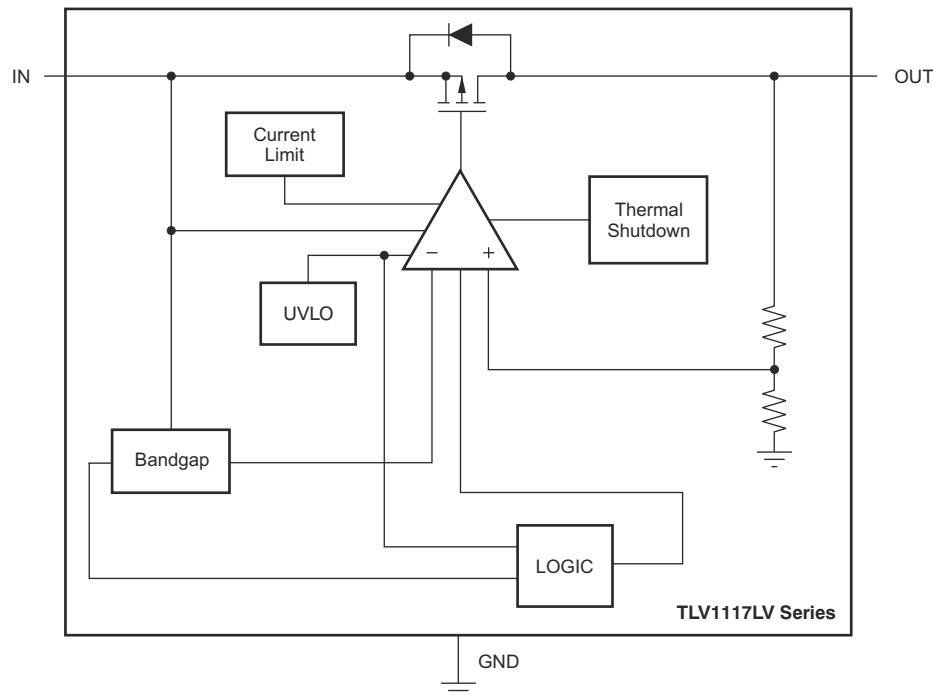 IN
OUT
Current
Limit
Thermal
Shutdown
− +
UVLO
Bandgap
LOGIC
TLV1117LV Series
GND